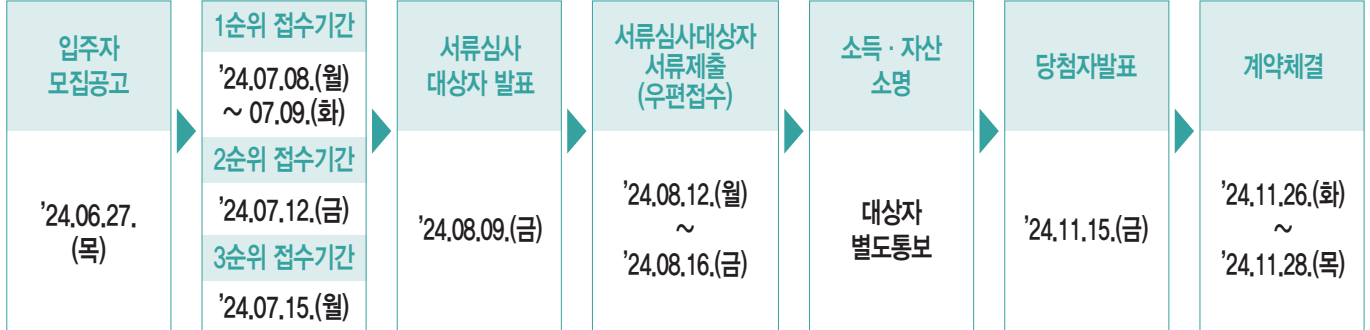 입주자
모집공고
’24.06.27.
(목)
1순위 접수기간
’24.07.08.(월)
~ 07.09.(화)
2순위 접수기간
’24.07.12.(금)
3순위 접수기간
’24.07.15.(월)
서류심사
대상자 발표
’24.08.09.(금)
서류심사대상자
서류제출
(우편접수)
’24.08.12.(월)
~
’24.08.16.(금)
소득 · 자산
소명
대상자
별도통보
당첨자발표
’24.11.15.(금)
계약체결
’24.11.26.(화)
~
’24.11.28.(목)